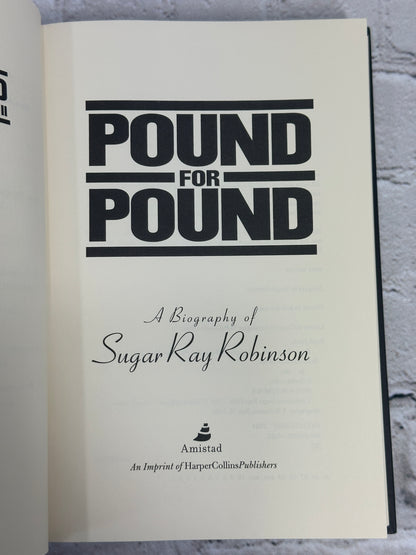 POUND
FOR
POUND
A Biography of
Sugar Ray Robinson
Amistad
An Imprint of HarperCollinsPublishers